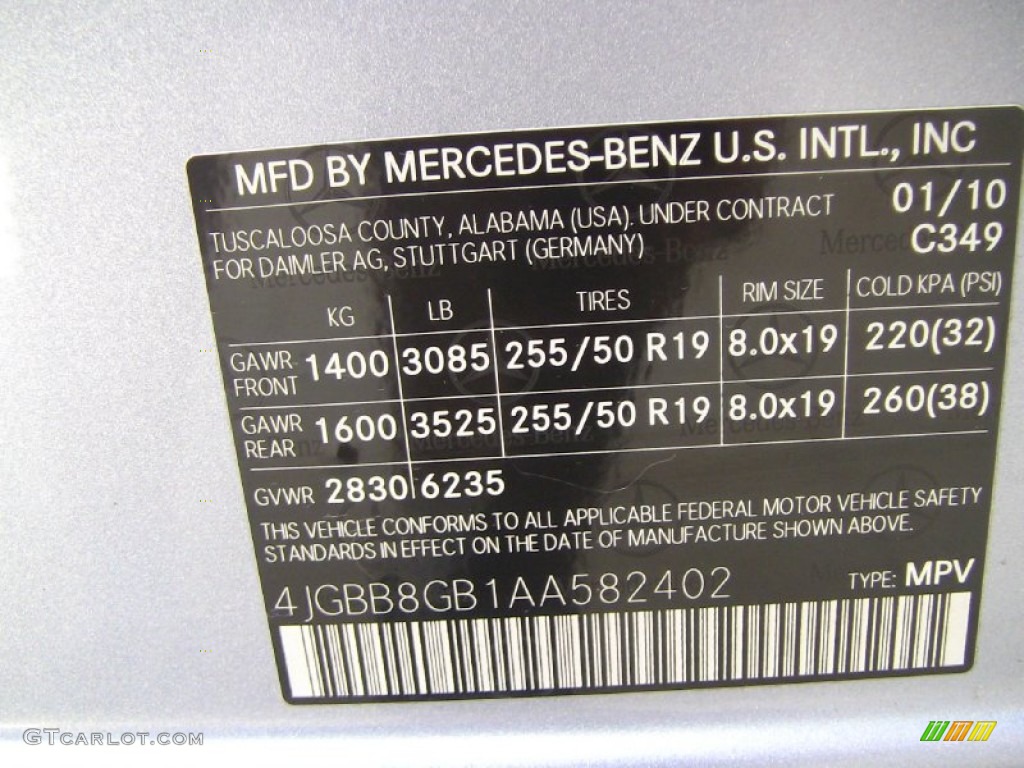 MFD BY MERCEDES-BENZ U.S. INTL., INC
TUSCALOOSA COUNTY, ALABAMA (USA). UNDER CONTRACT 01/10
FOR DAIMLER AG, STUTTGART (GERMANY) C349
KG LB TIRES RIM SIZE COLD KPA (PSI)
GAWR FRONT 1400 3085 255/50 R19 8.0x19 220(32)
GAWR REAR 1600 3525 255/50 R19 8.0x19 260(38)
GVWR 2830 6235
THIS VEHICLE CONFORMS TO ALL APPLICABLE FEDERAL MOTOR VEHICLE SAFETY
STANDARDS IN EFFECT ON THE DATE OF MANUFACTURE SHOWN ABOVE.
4JGBB8GB1AA582402 TYPE: MPV
GTCARLOT.COM